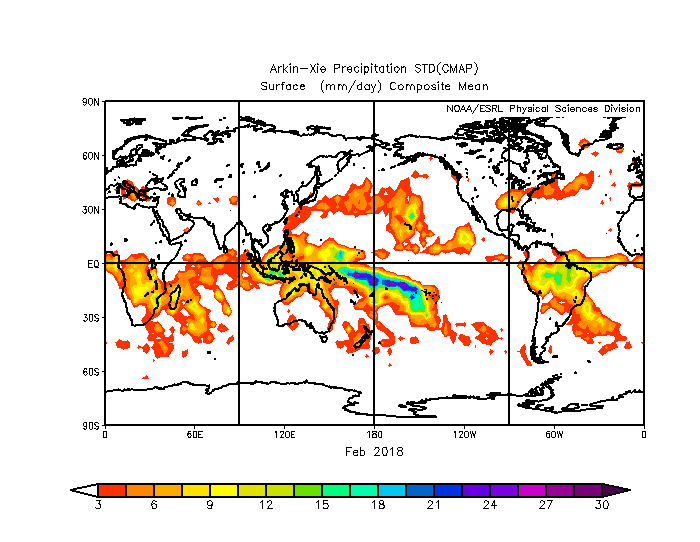 Arkin-Xie Precipitation STD(CMAP)
Surface (mm/day) Composite Mean
NOAA/ESRL Physical Sciences Division
90N
60N
30N
EQ
30S
60S
90S
0 60E 120E 180 120W 60W 0
Feb 2018
3 6 9 12 15 18 21 24 27 30